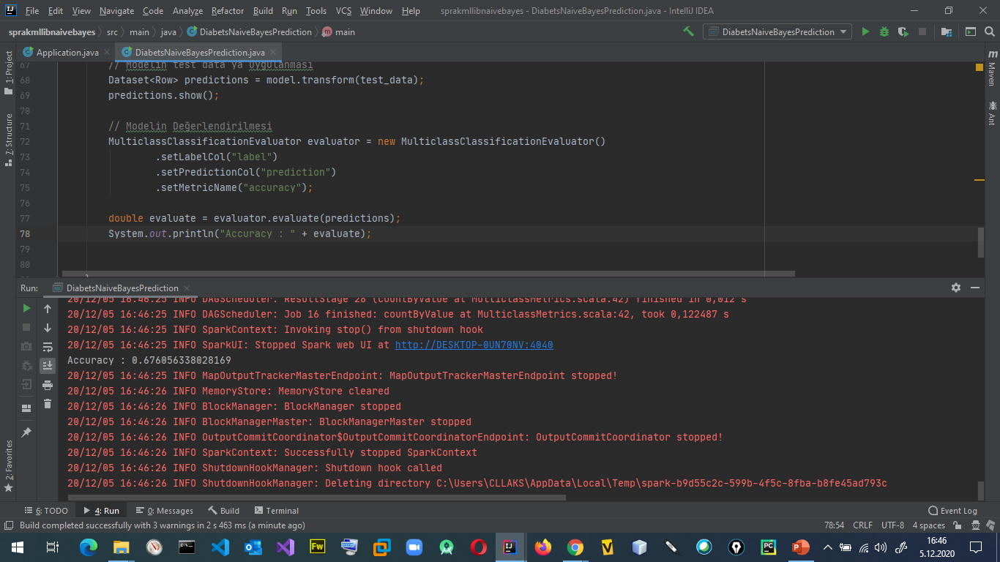 File Edit View Navigate Code Analyze Refactor Build Run Tools VCS Window Help sprakmllibnaivebayes - DiabetsNaiveBayesPrediction.java - IntelliJ IDEA
sprakmllibnaivebayes src main java DiabetsNaiveBayesPrediction main DiabetsNaiveBayesPrediction
Application.java DiabetsNaiveBayesPrediction.java
1: Project
7: Structure
2: Favorites
Maven
Ant
67 // Modelin test data ya uygulanması
68 Dataset<Row> predictions = model.transform(test_data);
69 predictions.show();
70
71 // Modelin Değerlendirilmesi
72 MulticlassClassificationEvaluator evaluator = new MulticlassClassificationEvaluator()
73 .setLabelCol("label")
74 .setPredictionCol("prediction")
75 .setMetricName("accuracy");
76
77 double evaluate = evaluator.evaluate(predictions);
78 System.out.println("Accuracy : " + evaluate);
79
80
Run: DiabetsNaiveBayesPrediction
20/12/05 16:46:25 INFO DAGScheduler: ResultStage 28 (countByValue at MulticlassMetrics.scala:42) finished in 0,012 s
20/12/05 16:46:25 INFO DAGScheduler: Job 16 finished: countByValue at MulticlassMetrics.scala:42, took 0,122487 s
20/12/05 16:46:25 INFO SparkContext: Invoking stop() from shutdown hook
20/12/05 16:46:25 INFO SparkUI: Stopped Spark web UI at http://DESKTOP-0UN70NV:4040
Accuracy : 0.676056338028169
20/12/05 16:46:25 INFO MapOutputTrackerMasterEndpoint: MapOutputTrackerMasterEndpoint stopped!
20/12/05 16:46:26 INFO MemoryStore: MemoryStore cleared
20/12/05 16:46:26 INFO BlockManager: BlockManager stopped
20/12/05 16:46:26 INFO BlockManagerMaster: BlockManagerMaster stopped
20/12/05 16:46:26 INFO OutputCommitCoordinator$OutputCommitCoordinatorEndpoint: OutputCommitCoordinator stopped!
20/12/05 16:46:26 INFO SparkContext: Successfully stopped SparkContext
20/12/05 16:46:26 INFO ShutdownHookManager: Shutdown hook called
20/12/05 16:46:26 INFO ShutdownHookManager: Deleting directory C:\Users\CLLAKS\AppData\Local\Temp\spark-b9d55c2c-599b-4f5c-8fba-b8fe45ad793c
6: TODO 4: Run 0: Messages Build Terminal Event Log
Build completed successfully with 3 warnings in 2 s 463 ms (a minute ago) 78:54 CRLF UTF-8 4 spaces
16:46
5.12.2020